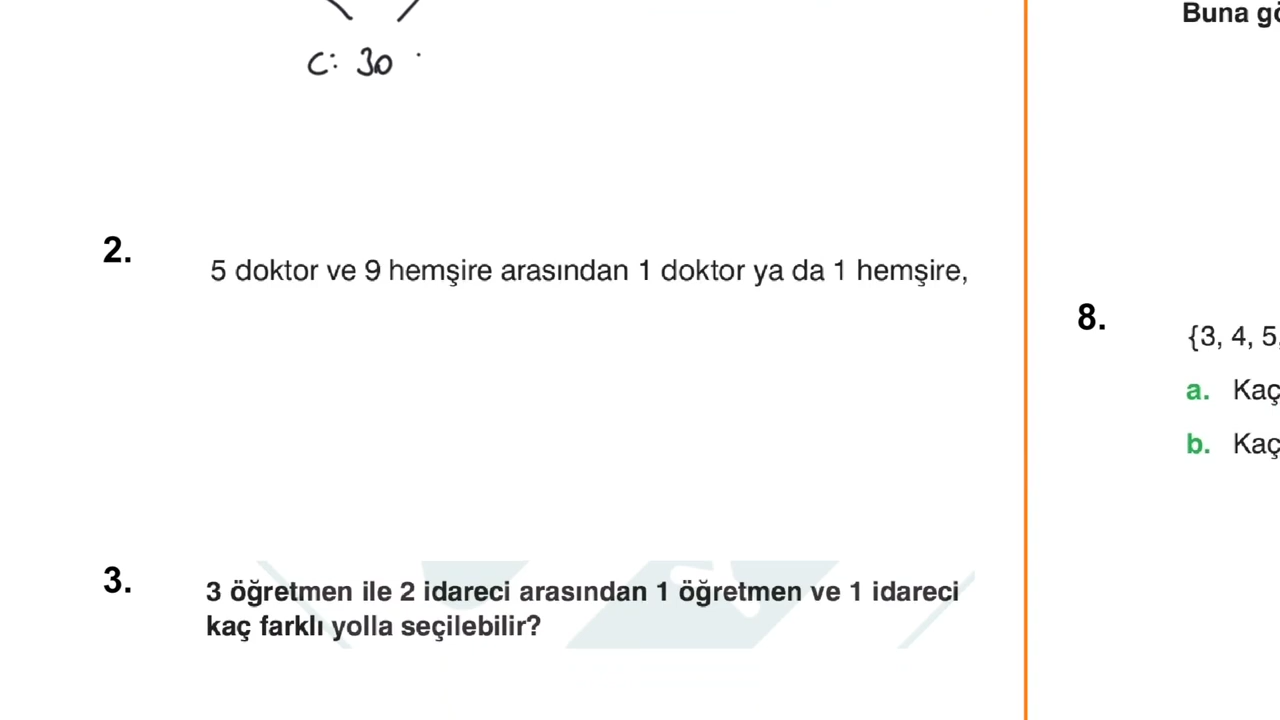 C: 30
2.
5 doktor ve 9 hemşire arasından 1 doktor ya da 1 hemşire,
3.
3 öğretmen ile 2 idareci arasından 1 öğretmen ve 1 idareci
kaç farklı yolla seçilebilir?
Buna gö
8.
{3, 4, 5,
a. Kaç
b. Kaç